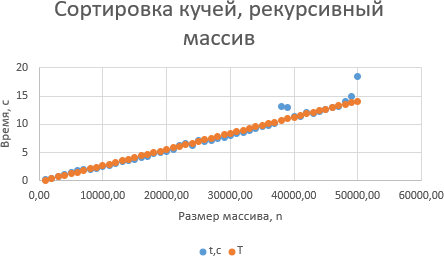 Сортировка кучей, рекурсивный
массив
Время, с
20
15
10
5
0
0,00 10000,00 20000,00 30000,00 40000,00 50000,00 60000,00
Размер массива, n
t,c T